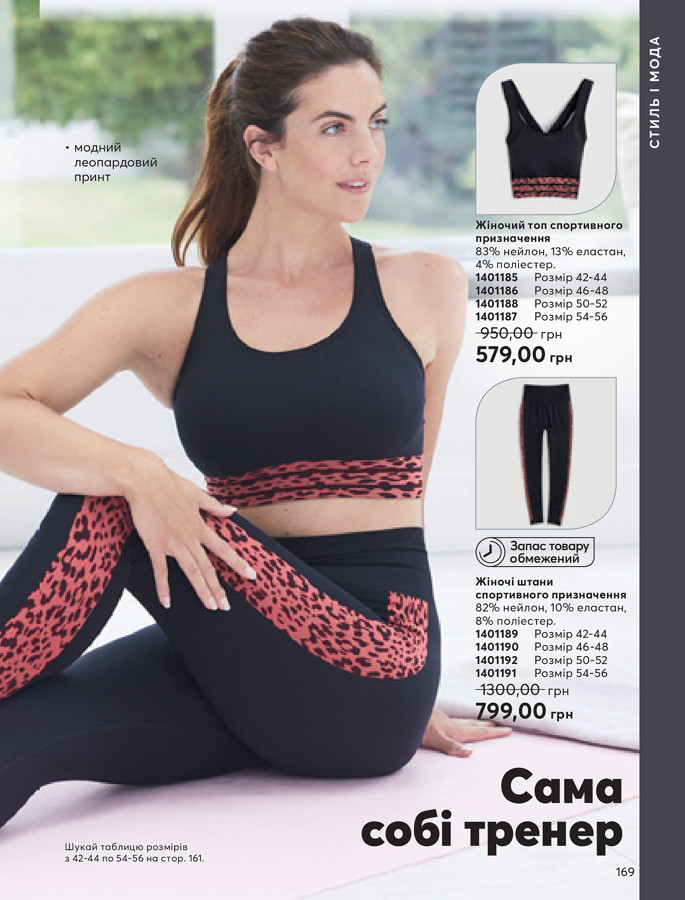 СТИЛЬ І МОДА
• модний
леопардовий
принт
Жіночий топ спортивного
призначення
83% нейлон, 13% еластан,
4% поліестер.
1401185 Розмір 42-44
1401186 Розмір 46-48
1401188 Розмір 50-52
1401187 Розмір 54-56
950,00 грн
579,00 грн
Запас товару
обмежений
Жіночі штани
спортивного призначення
82% нейлон, 10% еластан,
8% поліестер.
1401189 Розмір 42-44
1401190 Розмір 46-48
1401192 Розмір 50-52
1401191 Розмір 54-56
1300,00 грн
799,00 грн
Сама
собі тренер
Шукай таблицю розмірів
з 42-44 по 54-56 на стор. 161.
169